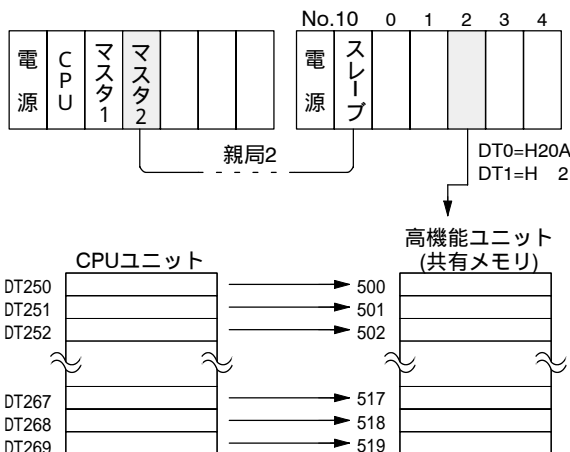 No.10 0 1 2 3 4
電源
CPU
マスタ1
マスタ2
電源
スレーブ
親局2
DT0=H20A
DT1=H 2
高機能ユニット
(共有メモリ)
CPUユニット
DT250
500
DT251
501
DT252
502
DT267
517
DT268
518
DT269
519